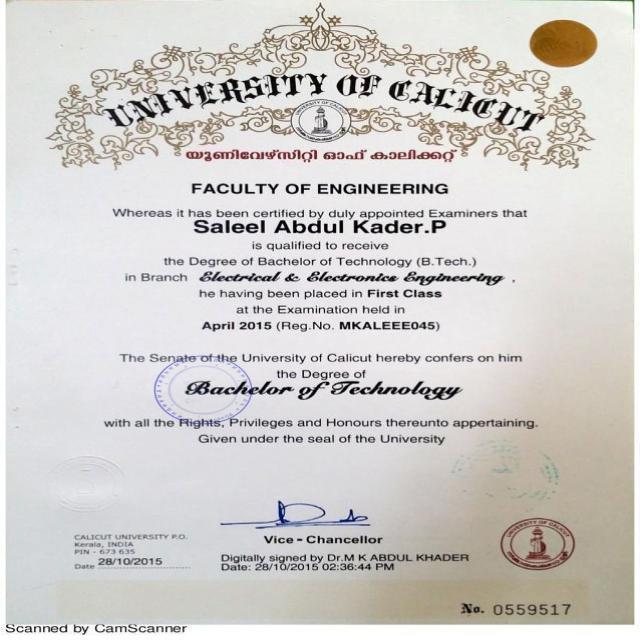 UNIVERSITY OF CALICUT
യൂണിവേഴ്സിറ്റി ഓഫ് കാലിക്കറ്റ്
FACULTY OF ENGINEERING
Whereas it has been certified by duly appointed Examiners that
Saleel Abdul Kader.P
is qualified to receive
the Degree of Bachelor of Technology (B.Tech.)
in Branch Electrical & Electronics Engineering ,
he having been placed in First Class
at the Examination held in
April 2015 (Reg.No. MKALEEE045)
The Senate of the University of Calicut hereby confers on him
the Degree of
Bachelor of Technology
with all the Rights, Privileges and Honours thereunto appertaining.
Given under the seal of the University
Vice - Chancellor
CALICUT UNIVERSITY P.O.
Kerala, INDIA
PIN - 673 635
Date 28/10/2015
Digitally signed by Dr.M K ABDUL KHADER
Date: 28/10/2015 02:36:44 PM
UNIVERSITY OF CALICUT
No. 0559517
Scanned by CamScanner